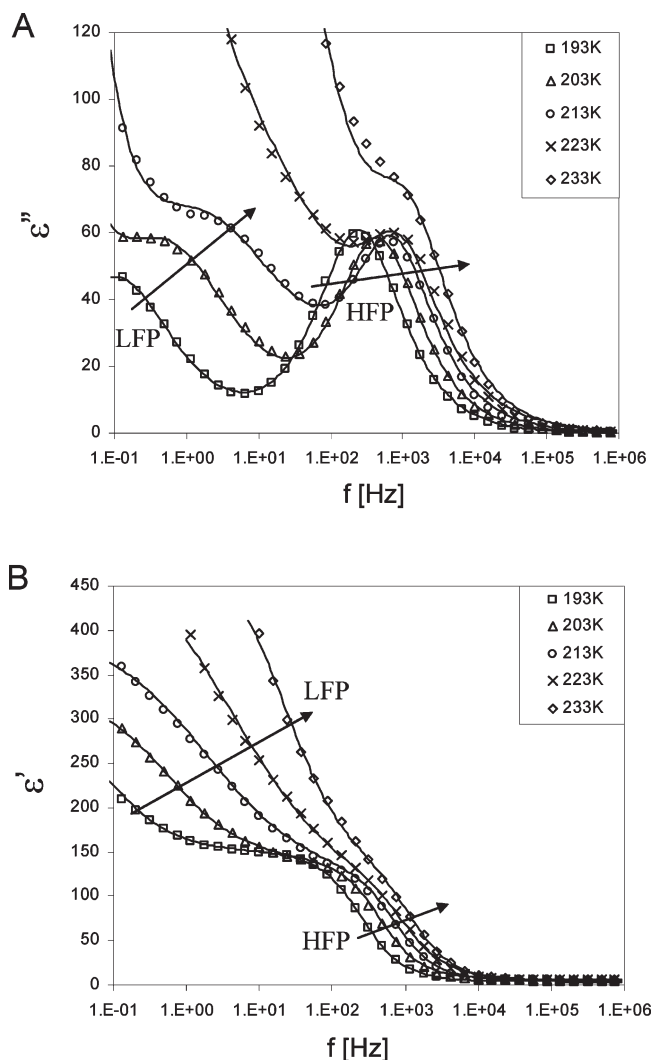 A
120
100
80
60
40
20
0
ε"
LFP
HFP
193K
203K
213K
223K
233K
1.E-01 1.E+00 1.E+01 1.E+02 1.E+03 1.E+04 1.E+05 1.E+06
f [Hz]
B
450
400
350
300
250
200
150
100
50
0
ε'
LFP
HFP
193K
203K
213K
223K
233K
1.E-01 1.E+00 1.E+01 1.E+02 1.E+03 1.E+04 1.E+05 1.E+06
f [Hz]